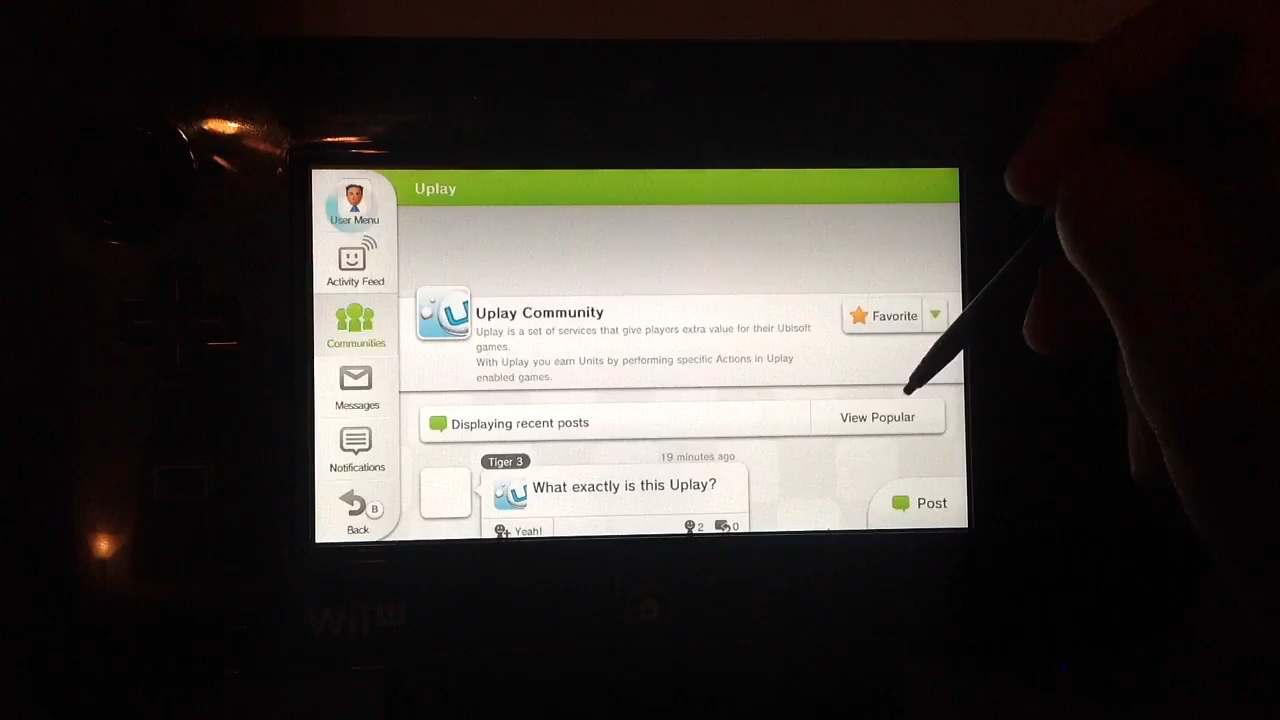 Uplay
User Menu
Activity Feed
Communities
Messages
Notifications
B
Back
Uplay Community
Uplay is a set of services that give players extra value for their Ubisoft
games.
With Uplay you earn Units by performing specific Actions in Uplay
enabled games.
Favorite
Displaying recent posts
View Popular
Tiger 3
19 minutes ago
What exactly is this Uplay?
Yeah!
2
0
Post
Wii U